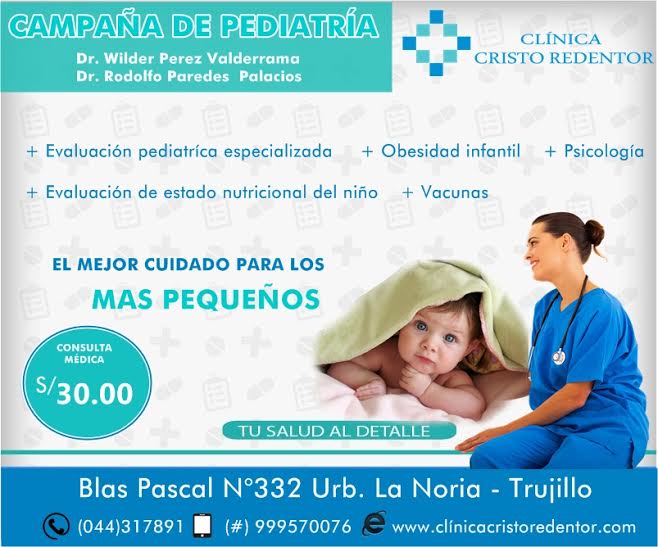 CAMPAÑA DE PEDIATRÍA
Dr. Wilder Perez Valderrama
Dr. Rodolfo Paredes Palacios
CLÍNICA
CRISTO REDENTOR
+ Evaluación pediatríca especializada + Obesidad infantil + Psicología
+ Evaluación de estado nutricional del niño + Vacunas
EL MEJOR CUIDADO PARA LOS
MAS PEQUEÑOS
CONSULTA
MÉDICA
S/30.00
TU SALUD AL DETALLE
Blas Pascal N°332 Urb. La Noria - Trujillo
(044)317891 (#) 999570076 www.clínicacristoredentor.com